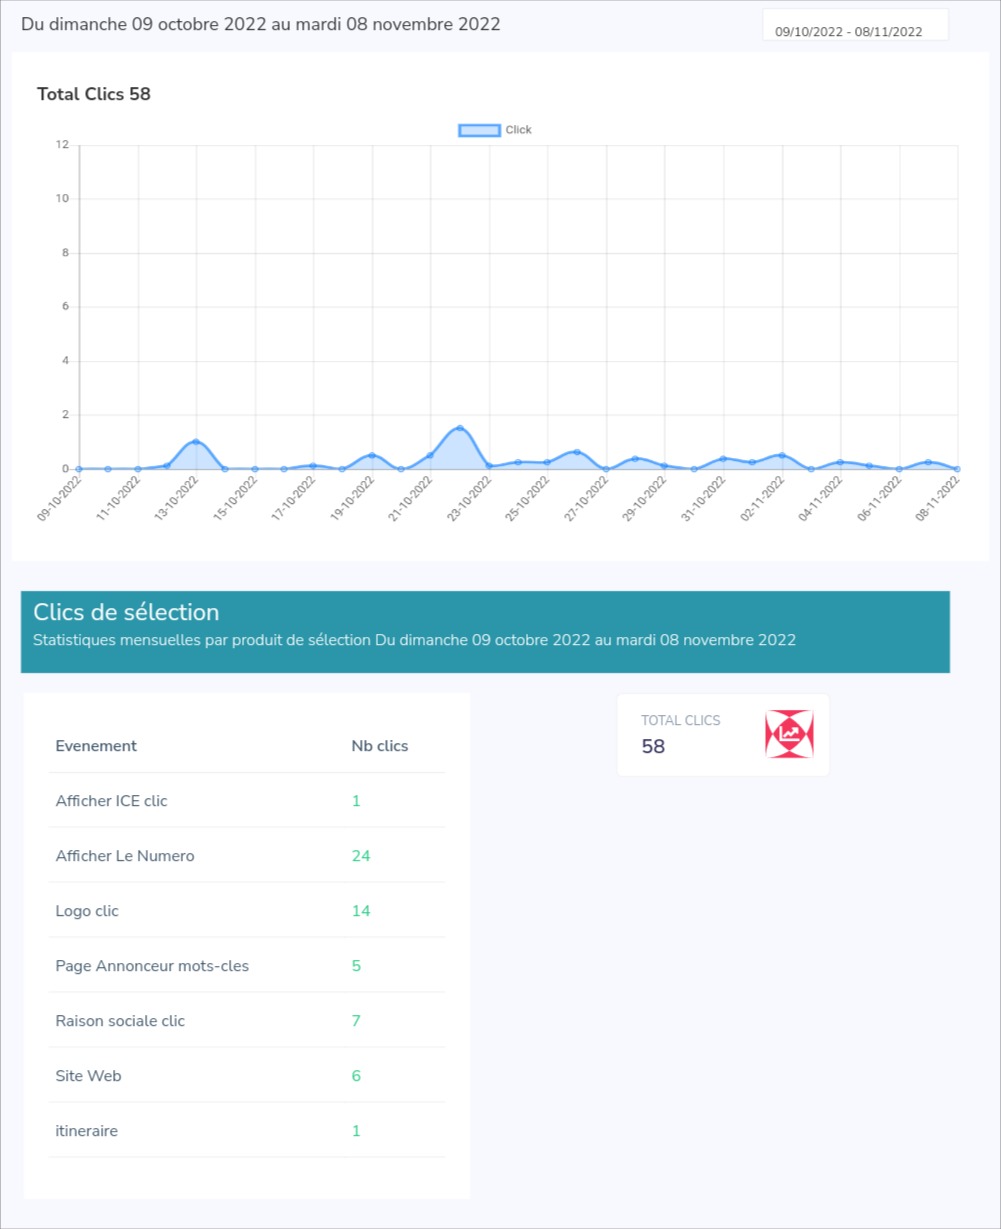 Du dimanche 09 octobre 2022 au mardi 08 novembre 2022
09/10/2022 - 08/11/2022
Total Clics 58
Click
12
10
8
6
4
2
0
09-10-2022
11-10-2022
13-10-2022
15-10-2022
17-10-2022
19-10-2022
21-10-2022
23-10-2022
25-10-2022
27-10-2022
29-10-2022
31-10-2022
02-11-2022
04-11-2022
06-11-2022
08-11-2022
Clics de sélection
Statistiques mensuelles par produit de sélection Du dimanche 09 octobre 2022 au mardi 08 novembre 2022
TOTAL CLICS
58
Evenement Nb clics
Afficher ICE clic 1
Afficher Le Numero 24
Logo clic 14
Page Annonceur mots-cles 5
Raison sociale clic 7
Site Web 6
itineraire 1